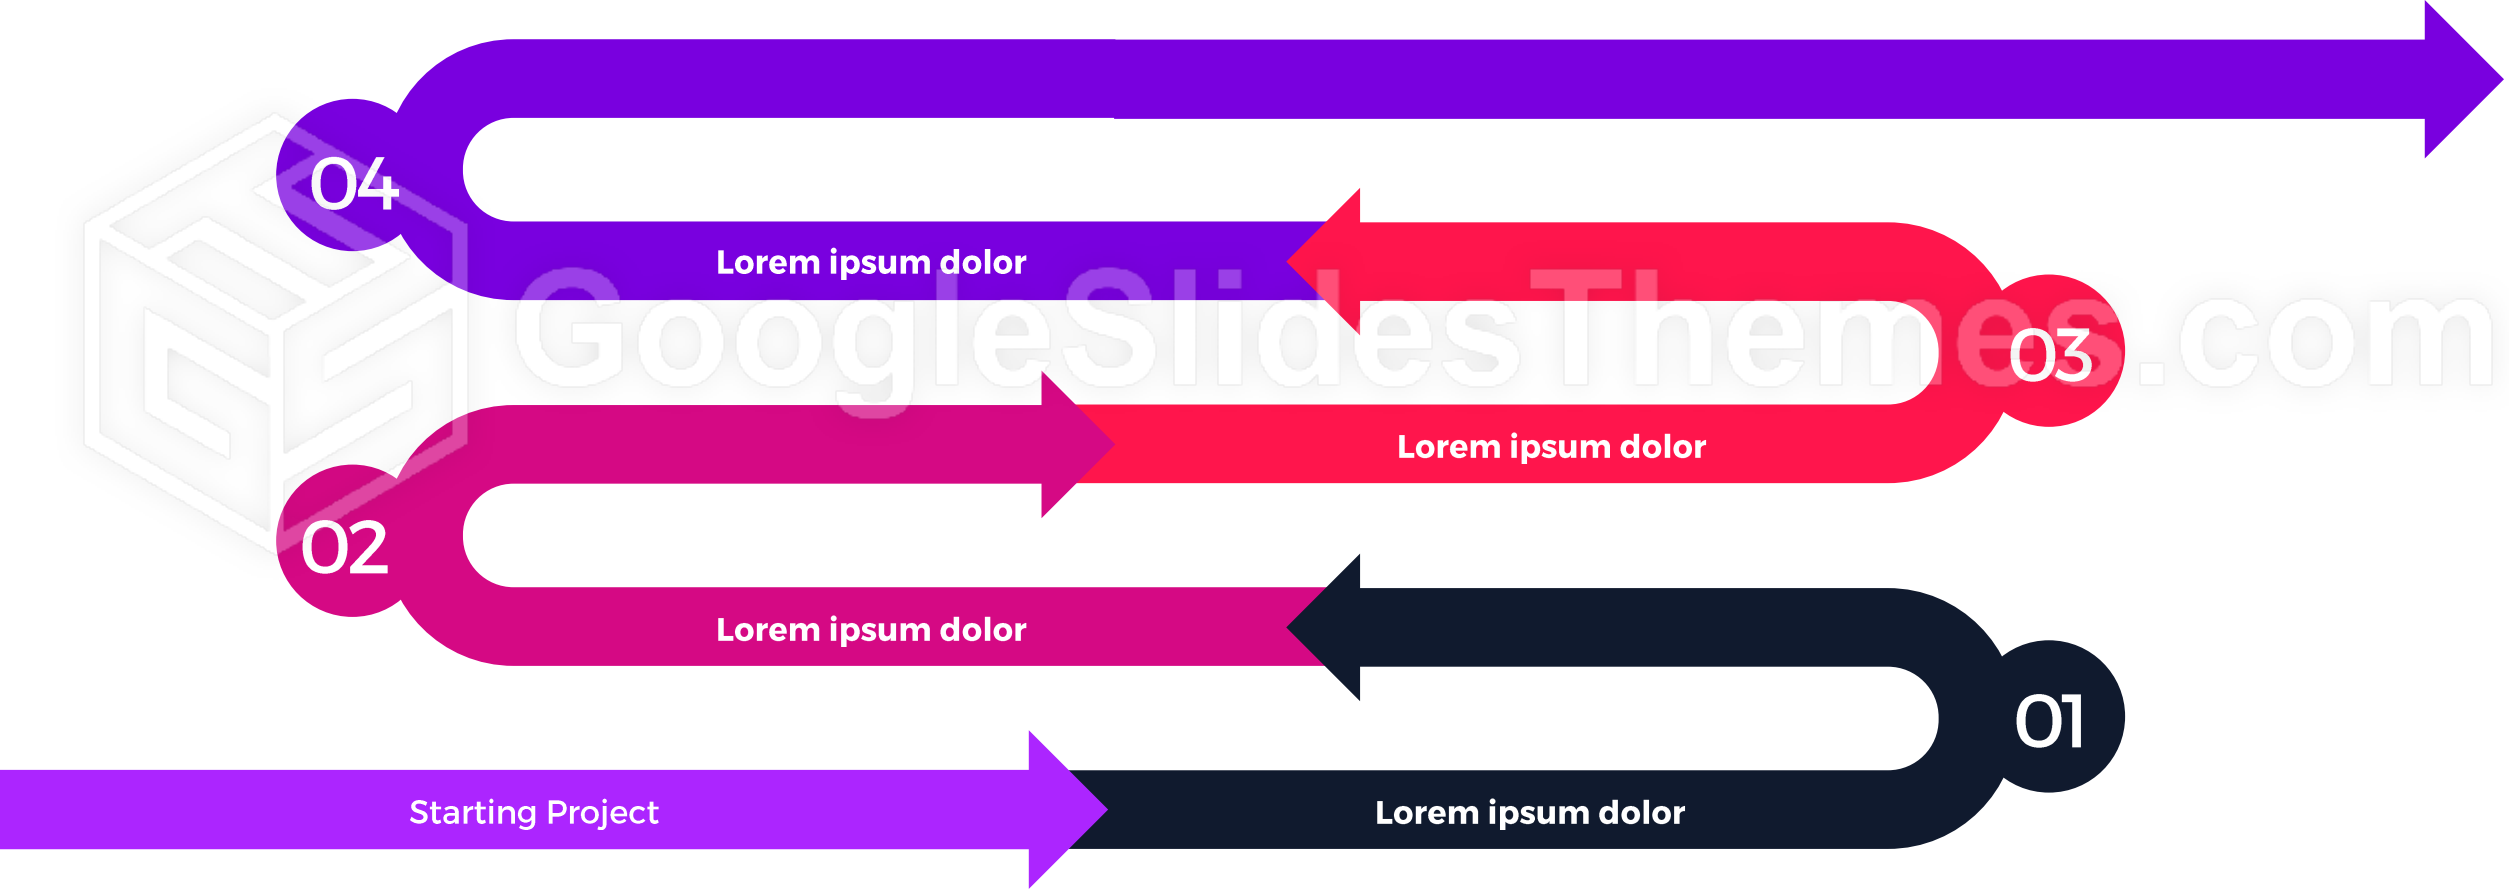 04
Lorem ipsum dolor
GoogleSlidesThemes.com
03
Lorem ipsum dolor
02
Lorem ipsum dolor
01
Starting Project
Lorem ipsum dolor